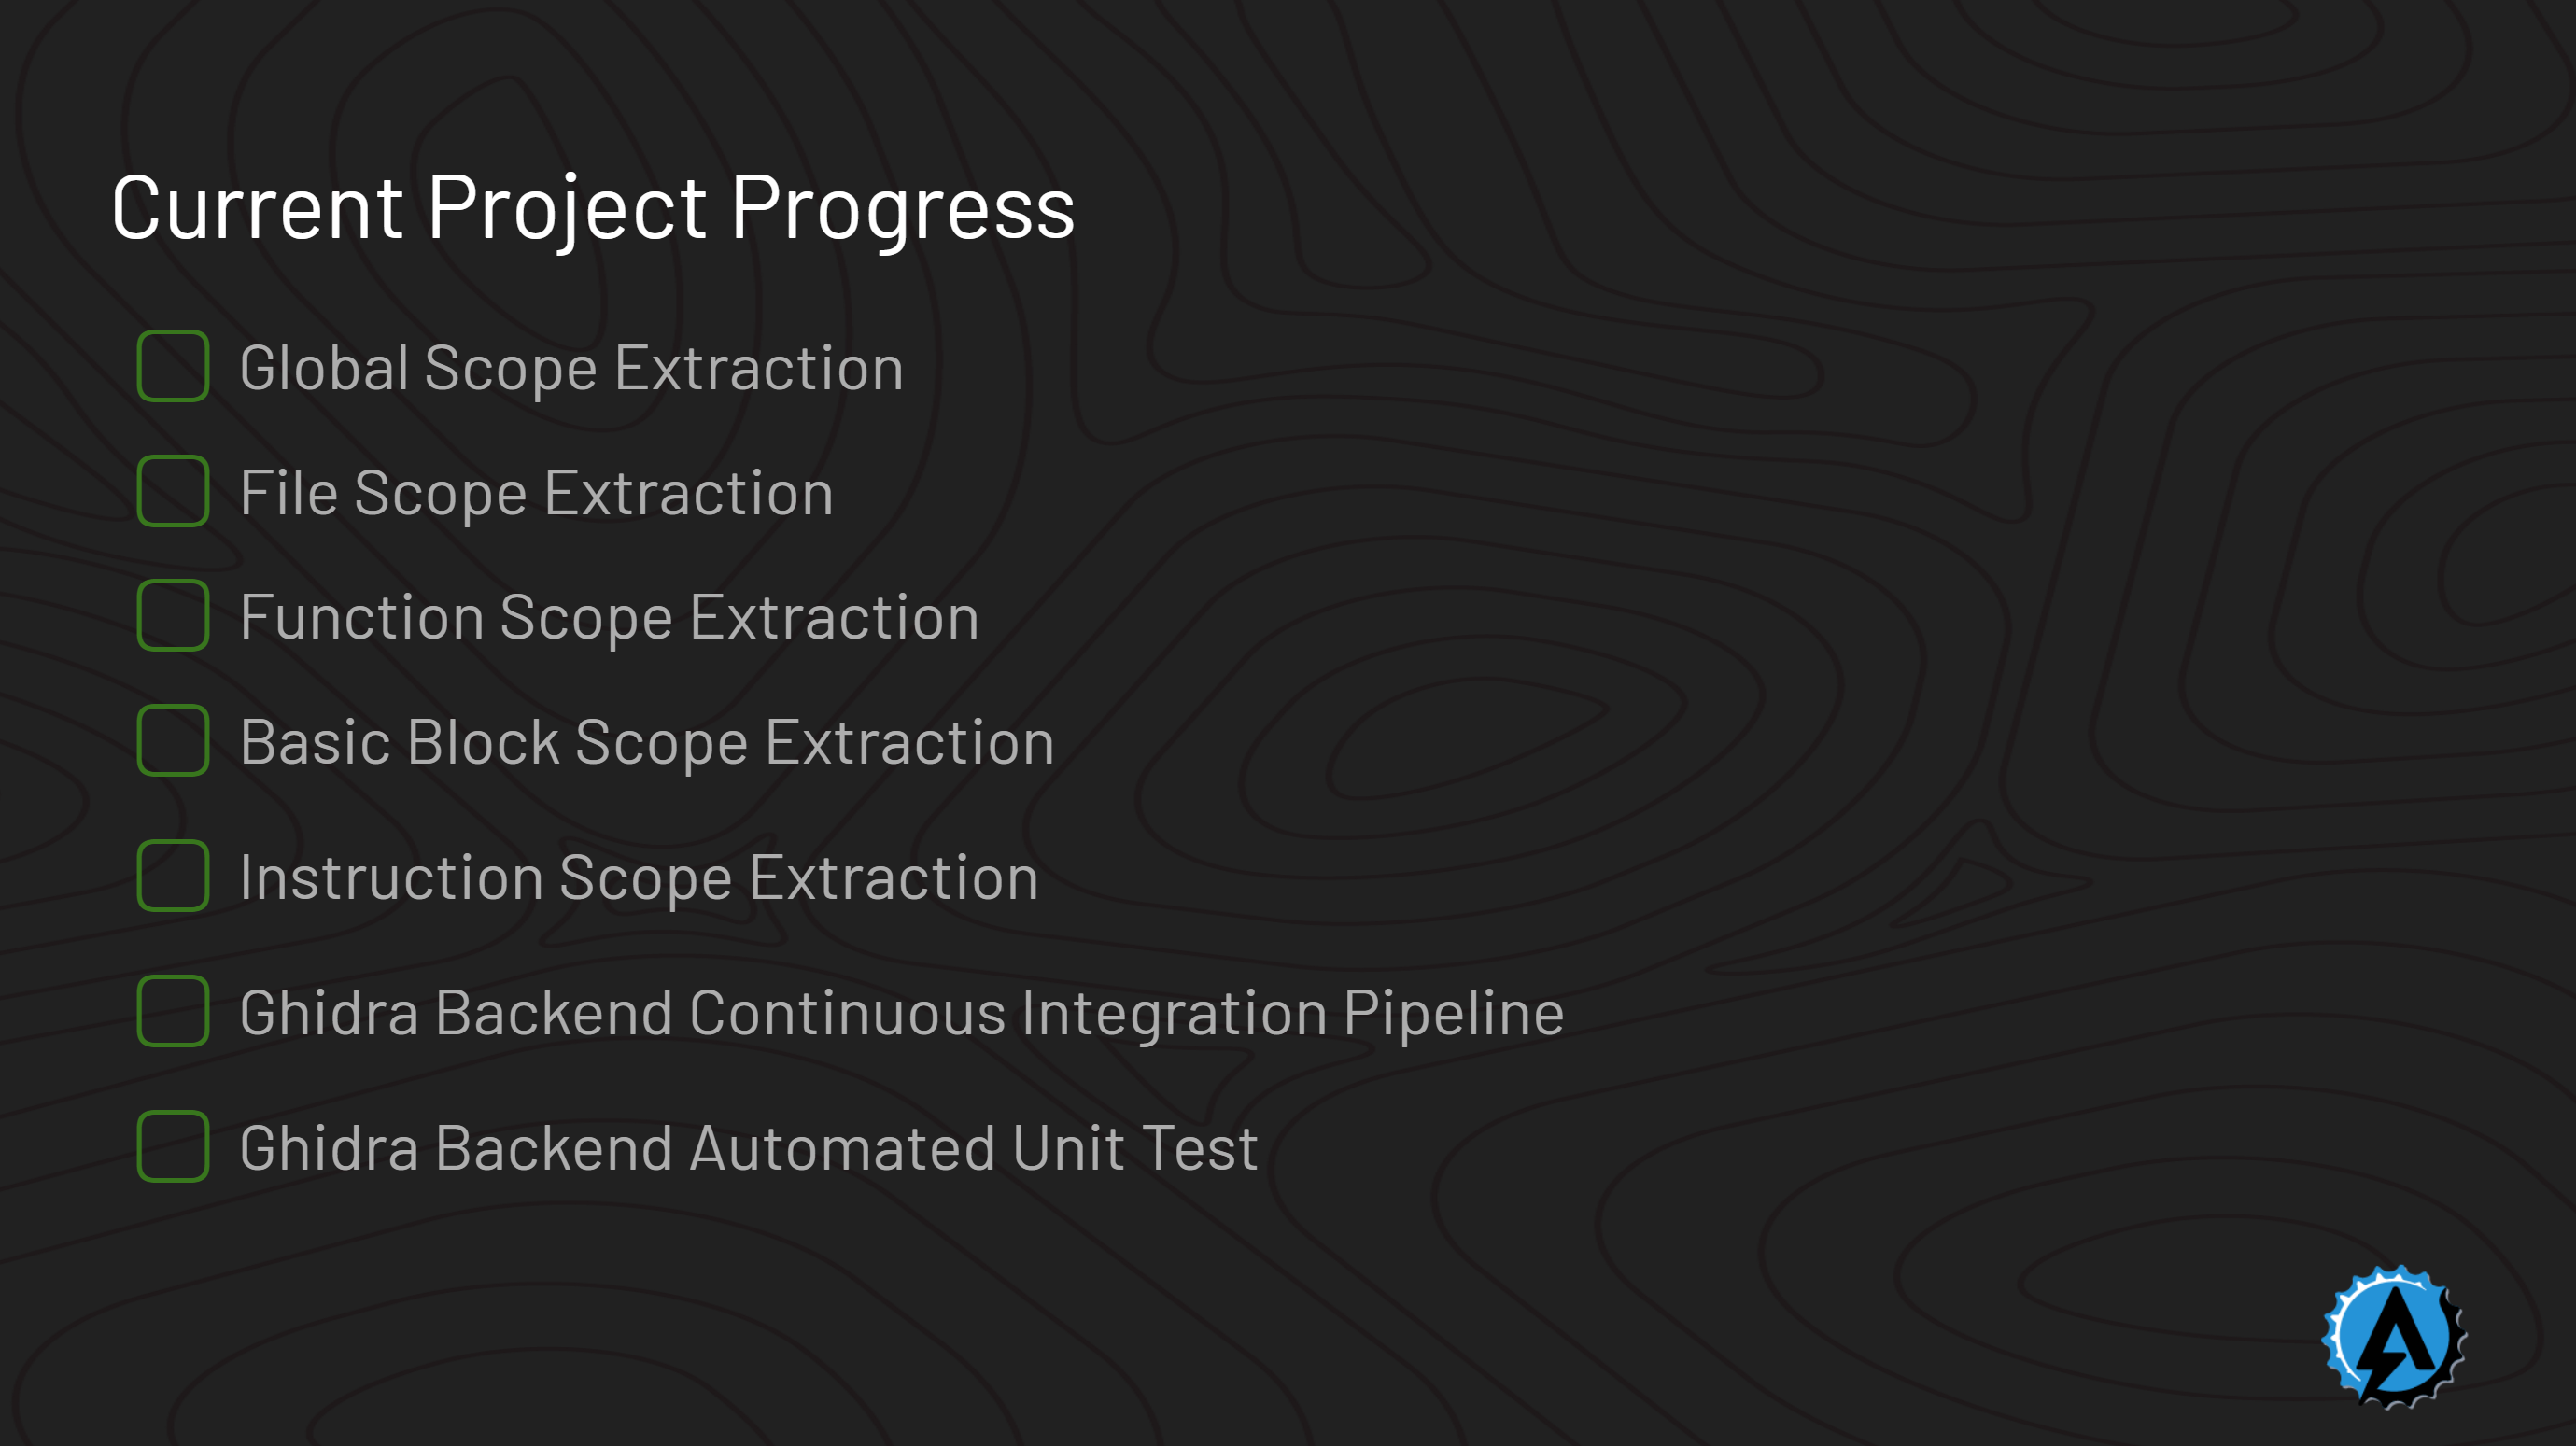 Current Project Progress
Global Scope Extraction
File Scope Extraction
Function Scope Extraction
Basic Block Scope Extraction
Instruction Scope Extraction
Ghidra Backend Continuous Integration Pipeline
Ghidra Backend Automated Unit Test